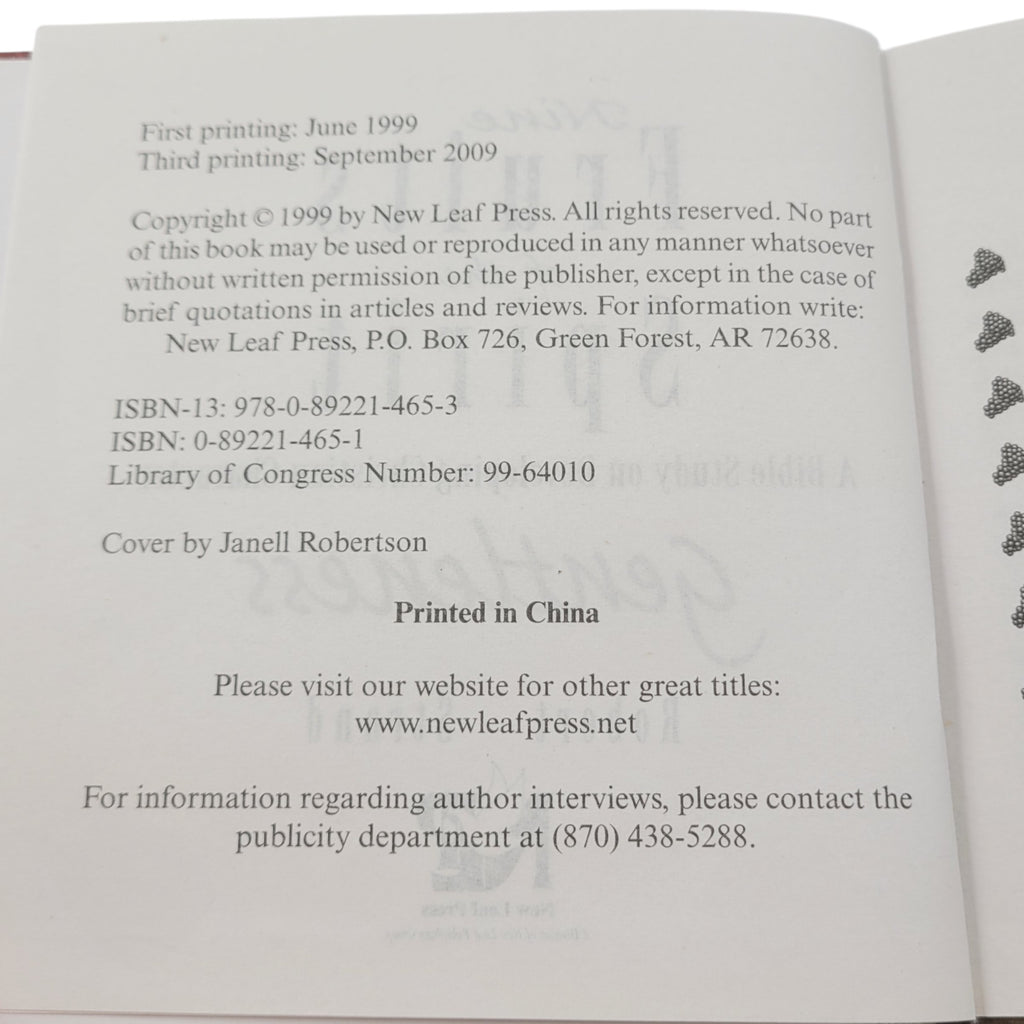 First printing: June 1999
Third printing: September 2009
Copyright © 1999 by New Leaf Press. All rights reserved. No part
of this book may be used or reproduced in any manner whatsoever
without written permission of the publisher, except in the case of
brief quotations in articles and reviews. For information write:
New Leaf Press, P.O. Box 726, Green Forest, AR 72638.
ISBN-13: 978-0-89221-465-3
ISBN: 0-89221-465-1
Library of Congress Number: 99-64010
Cover by Janell Robertson
Printed in China
Please visit our website for other great titles:
www.newleafpress.net
For information regarding author interviews, please contact the
publicity department at (870) 438-5288.